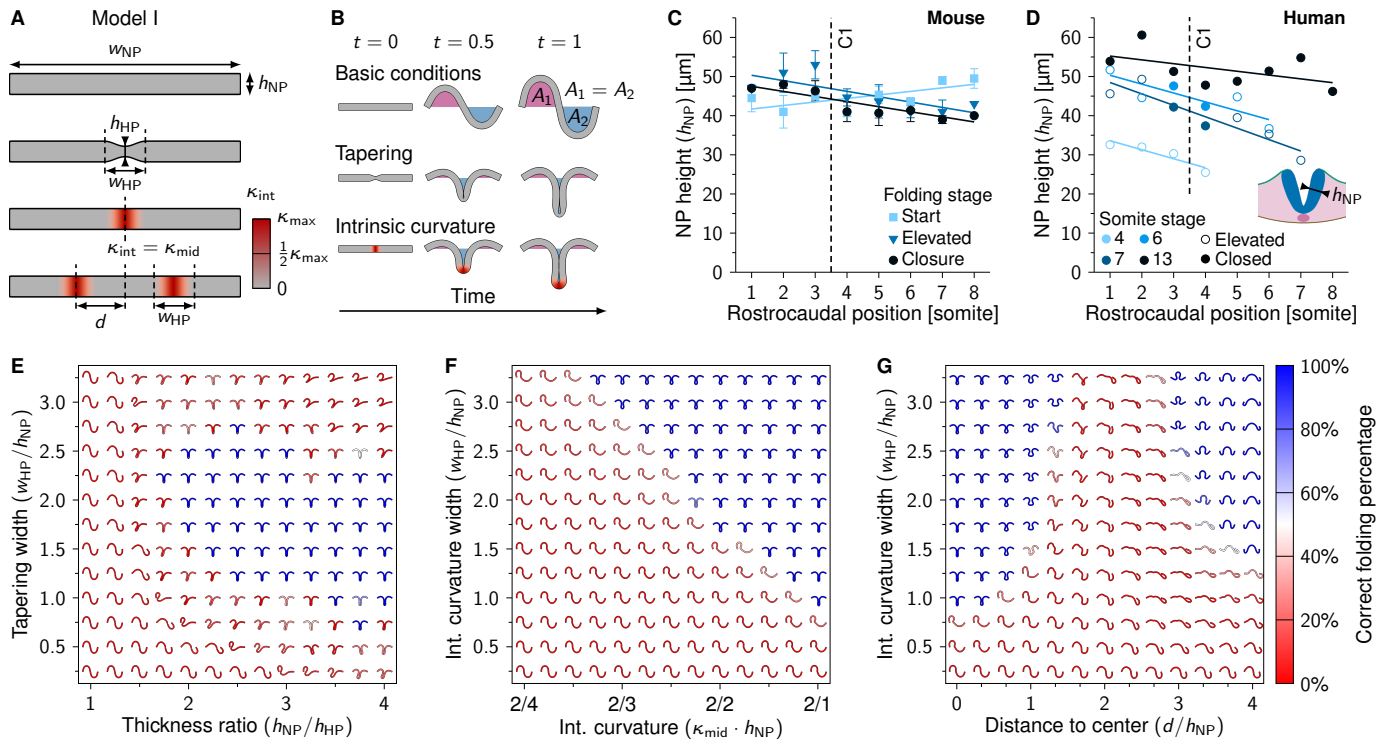 A
Model I
w_NP
h_NP
h_HP
w_HP
κ_int
κ_max
1/2 κ_max
0
κ_int = κ_mid
d
w_HP
B
t = 0
t = 0.5
t = 1
Basic conditions
A_1
A_1 = A_2
A_2
Tapering
Intrinsic curvature
Time
C
Mouse
NP height (h_NP) [µm]
60
50
40
30
20
10
0
C1
Folding stage
Start
Elevated
Closure
1 2 3 4 5 6 7 8
Rostrocaudal position [somite]
D
Human
NP height (h_NP) [µm]
60
50
40
30
20
10
0
C1
h_NP
Somite stage
4 6
7 13
Elevated
Closed
1 2 3 4 5 6 7 8
Rostrocaudal position [somite]
E
Tapering width (w_HP/h_NP)
3.0
2.5
2.0
1.5
1.0
0.5
1 2 3 4
Thickness ratio (h_NP/h_HP)
F
Int. curvature width (w_HP/h_NP)
3.0
2.5
2.0
1.5
1.0
0.5
2/4 2/3 2/2 2/1
Int. curvature (κ_mid · h_NP)
G
Int. curvature width (w_HP/h_NP)
3.0
2.5
2.0
1.5
1.0
0.5
0 1 2 3 4
Distance to center (d/h_NP)
100%
80%
60%
40%
20%
0%
Correct folding percentage